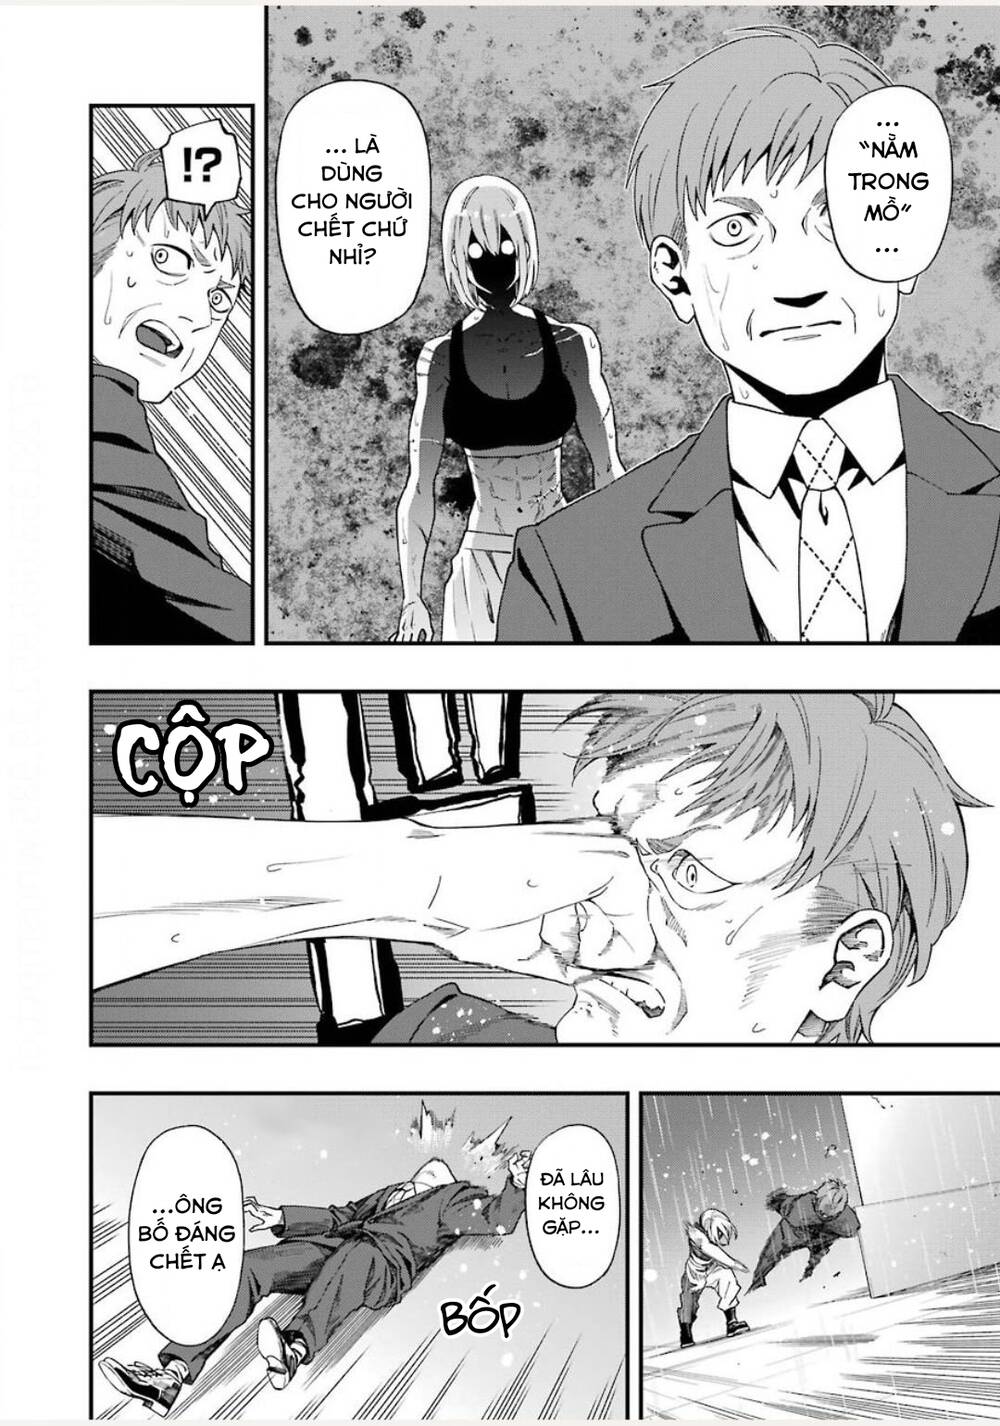 ...
"NẰM
TRONG
MỒ"
...
... LÀ
DÙNG
CHO NGƯỜI
CHẾT CHỨ
NHỈ?
!?
CỘP
ĐÃ LÂU
KHÔNG
GẶP...
...ÔNG
BỐ ĐÁNG
CHẾT Ạ
BỐP